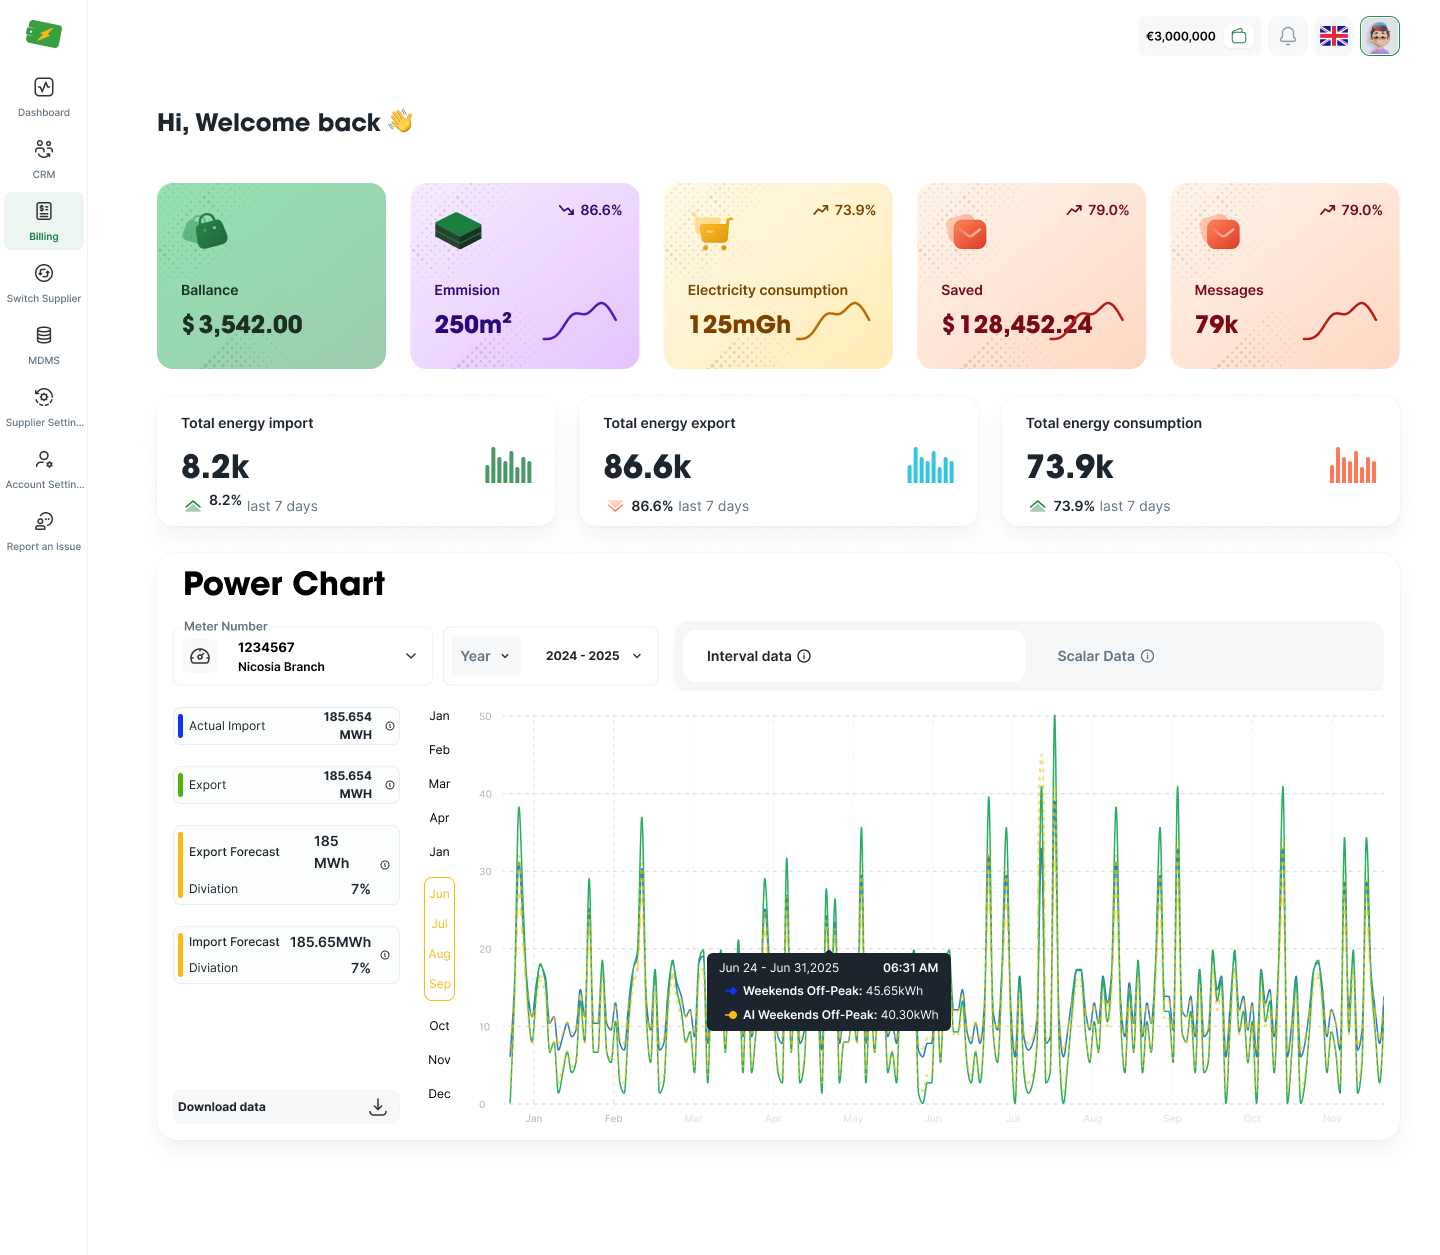 €3,000,000
Dashboard
CRM
Billing
Switch Supplier
MDMS
Supplier Settin...
Account Settin...
Report an Issue
Hi, Welcome back 👋
Ballance
$ 3,542.00
86.6%
Emmision
250m²
73.9%
Electricity consumption
125mGh
79.0%
Saved
$ 128,452.24
79.0%
Messages
79k
Total energy import
8.2k
8.2% last 7 days
Total energy export
86.6k
86.6% last 7 days
Total energy consumption
73.9k
73.9% last 7 days
Power Chart
Meter Number
1234567
Nicosia Branch
Year
2024 - 2025
Interval data
Scalar Data
Actual Import
185.654
MWH
Export
185.654
MWH
Export Forecast
185
MWh
Diviation
7%
Import Forecast
185.65MWh
Diviation
7%
Download data
Jan
Feb
Mar
Apr
Jan
Jun
Jul
Aug
Sep
Oct
Nov
Dec
50
40
30
20
10
0
Jun 24 - Jun 31,2025
06:31 AM
Weekends Off-Peak: 45.65kWh
AI Weekends Off-Peak: 40.30kWh
Jan
Feb
Mar
Apr
May
Jun
Jul
Aug
Sep
Oct
Nov